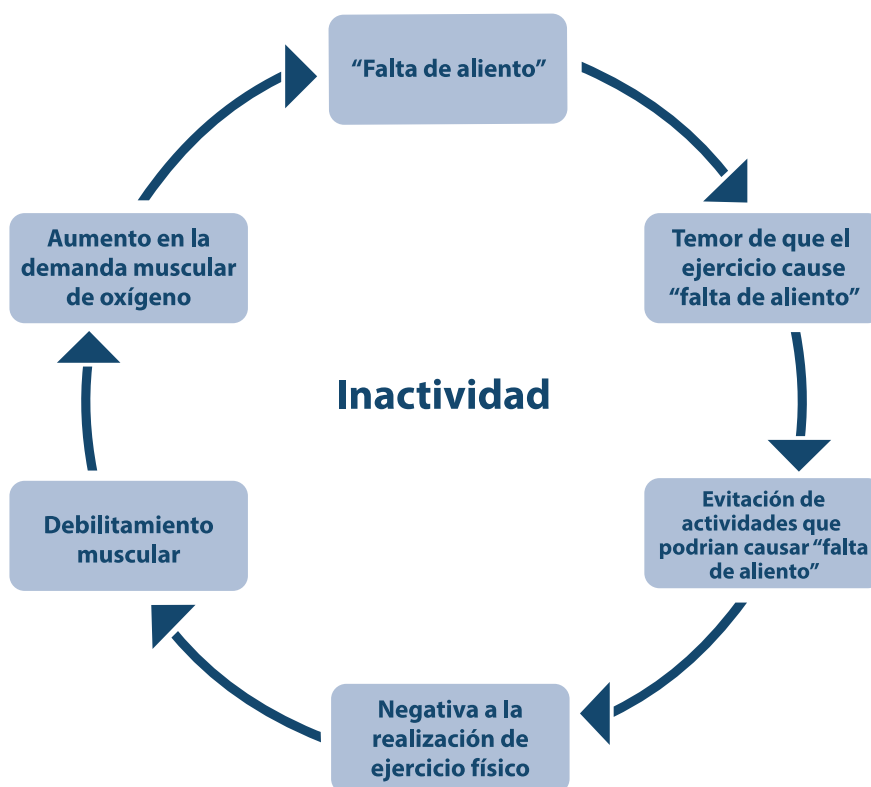 “Falta de aliento”
Temor de que el
ejercicio cause
“falta de aliento”
Evitación de
actividades que
podrian causar “falta
de aliento”
Negativa a la
realización de
ejercicio físico
Debilitamiento
muscular
Aumento en la
demanda muscular
de oxígeno
Inactividad